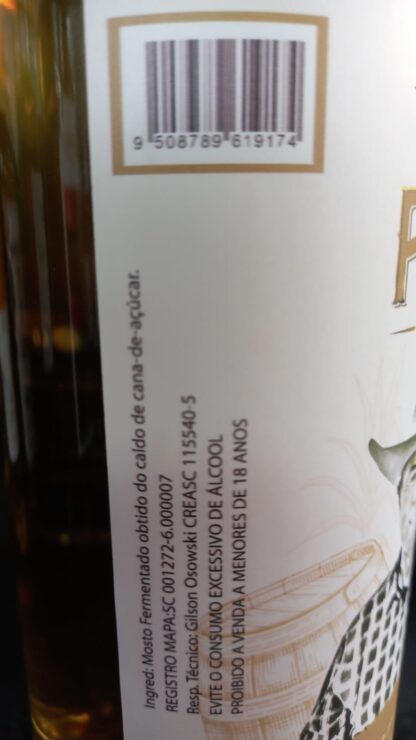 9 508789 619174
Ingred: Mosto Fermentado obtido do caldo de cana-de-açúcar.
REGISTRO MAPA:SC 001272-6.000007
Resp. Técnico: Gilson Osowski CREASC 115540-5
EVITE O CONSUMO EXCESSIVO DE ÁLCOOL
PROIBIDO A VENDA A MENORES DE 18 ANOS